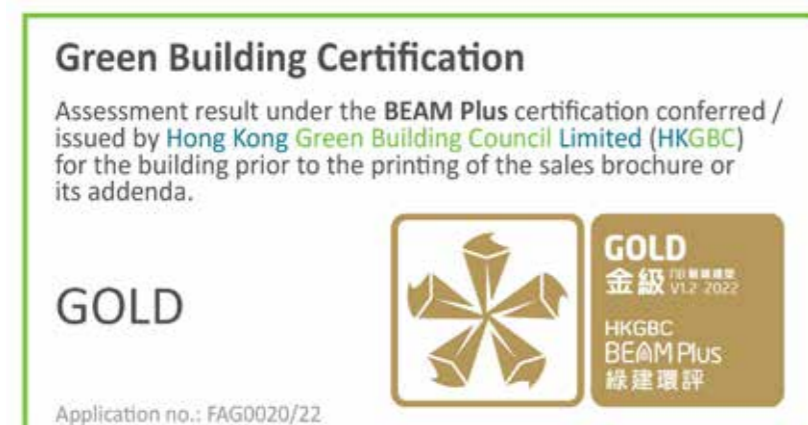 Green Building Certification
Assessment result under the BEAM Plus certification conferred /
issued by Hong Kong Green Building Council Limited (HKGBC)
for the building prior to the printing of the sales brochure or
its addenda.
GOLD
GOLD
金級 NB
V1.2 2022
HKGBC
BEAM Plus
綠建環評
Application no.: FAG0020/22